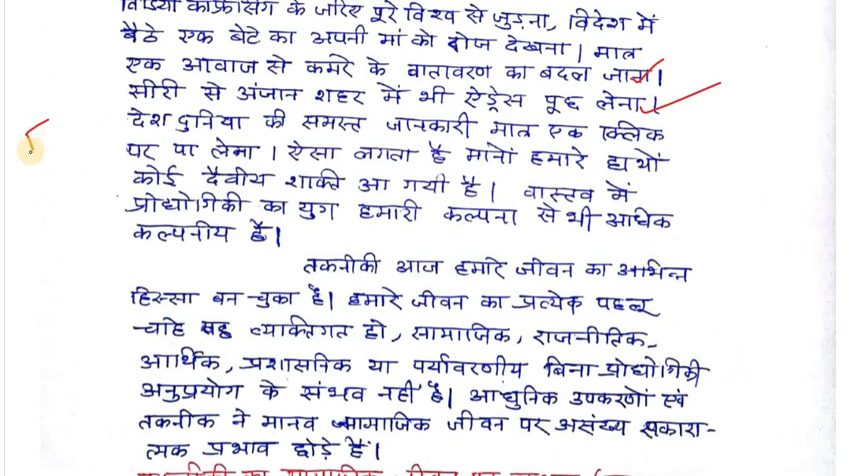 विडियो कांफ्रेंसिंग के जरिए पूरे विश्व से जुड़ना, विदेश में
बैठे एक बेटे का अपनी मां को रोज देखना। मात्र
एक आवाज से कमरे के वातावरण का बदल जाना।
सीरी से अंजान शहर में भी ऐड्रेस पूछ लेना।
देश दुनिया की समस्त जानकारी मात्र एक क्लिक
पर पा लेना। ऐसा लगता है मानों हमारे हाथों
कोई दैवीय शक्ति आ गयी है। वास्तव में
प्रोद्योगिकी का युग हमारी कल्पना से भी अधिक
कल्पनीय है।
तकनीकी आज हमारे जीवन का अभिन्न
हिस्सा बन चुका है। हमारे जीवन का प्रत्येक पहलू
चाहे वह व्यक्तिगत हो, सामाजिक, राजनीतिक,
आर्थिक, प्रशासनिक या पर्यावरणीय बिना प्रोद्योगिकी
अनुप्रयोग के संभव नहीं है। आधुनिक उपकरणों एवं
तकनीक ने मानव सामाजिक जीवन पर असंख्य सकारा-
त्मक प्रभाव छोड़े हैं।